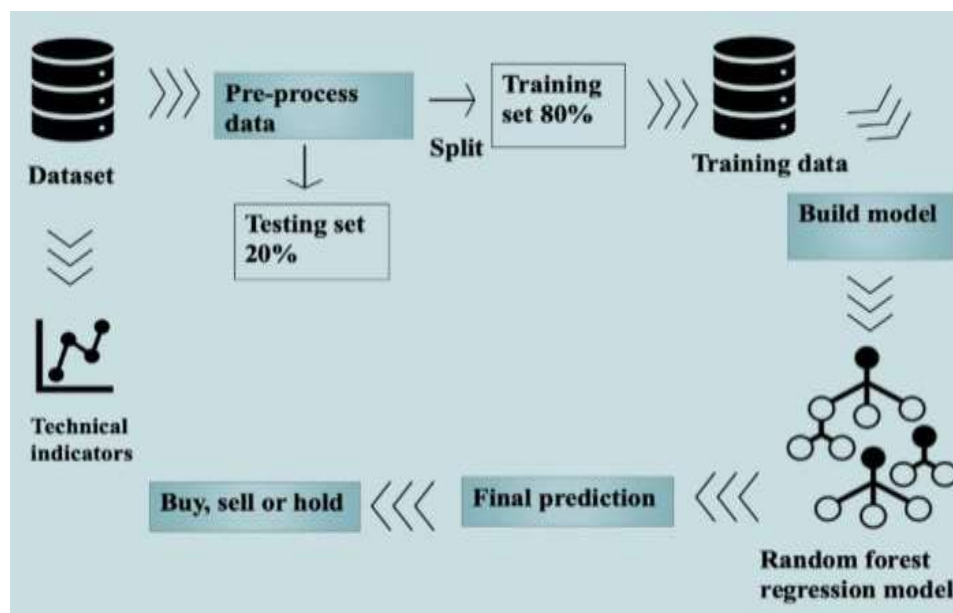 Dataset
Pre-process
data
Split
Training
set 80%
Training data
Testing set
20%
Build model
Technical
indicators
Random forest
regression model
Final prediction
Buy, sell or hold